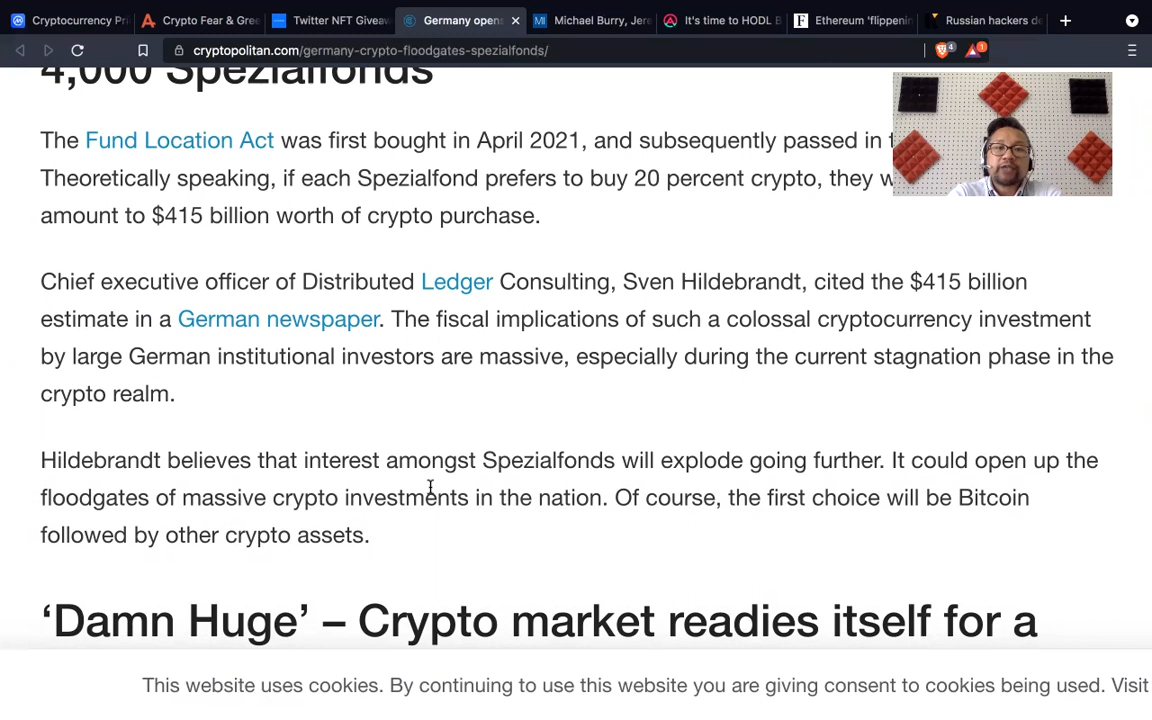 Cryptocurrency Pri
Crypto Fear & Gre
Twitter NFT Giveaw
Germany opens
Michael Burry, Jere
It's time to HODL B
Ethereum 'flippenin
Russian hackers de
cryptopolitan.com/germany-crypto-floodgates-spezialfonds/
4
1
4,000 Spezialfonds
The Fund Location Act was first bought in April 2021, and subsequently passed in t
Theoretically speaking, if each Spezialfond prefers to buy 20 percent crypto, they w
amount to $415 billion worth of crypto purchase.
Chief executive officer of Distributed Ledger Consulting, Sven Hildebrandt, cited the $415 billion
estimate in a German newspaper. The fiscal implications of such a colossal cryptocurrency investment
by large German institutional investors are massive, especially during the current stagnation phase in the
crypto realm.
Hildebrandt believes that interest amongst Spezialfonds will explode going further. It could open up the
floodgates of massive crypto investments in the nation. Of course, the first choice will be Bitcoin
followed by other crypto assets.
‘Damn Huge’ – Crypto market readies itself for a
This website uses cookies. By continuing to use this website you are giving consent to cookies being used. Visit